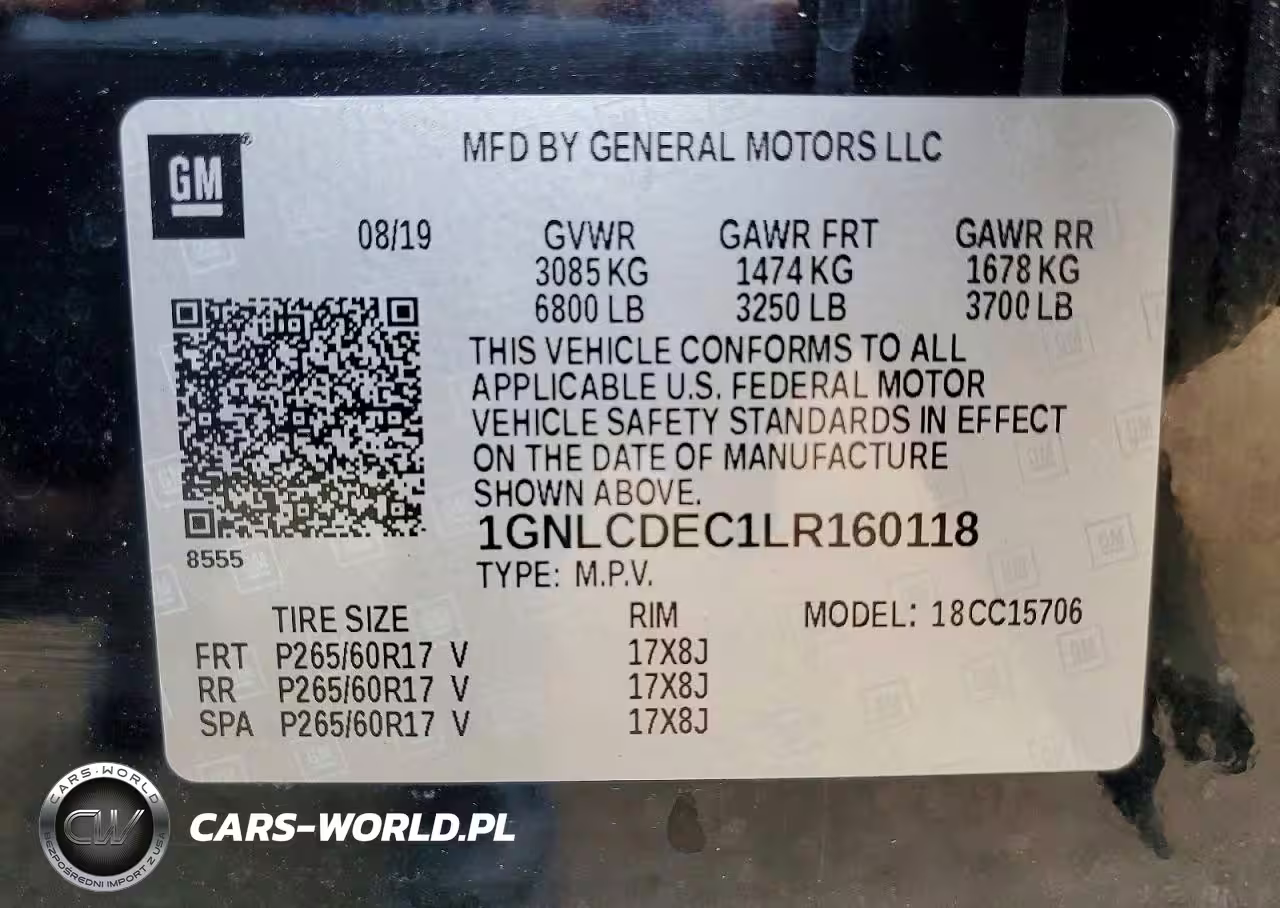 GM
MFD BY GENERAL MOTORS LLC
08/19 GVWR GAWR FRT GAWR RR
3085 KG 1474 KG 1678 KG
6800 LB 3250 LB 3700 LB
THIS VEHICLE CONFORMS TO ALL
APPLICABLE U.S. FEDERAL MOTOR
VEHICLE SAFETY STANDARDS IN EFFECT
ON THE DATE OF MANUFACTURE
SHOWN ABOVE.
1GNLCDEC1LR160118
8555
TYPE: M.P.V.
TIRE SIZE RIM MODEL: 18CC15706
FRT P265/60R17 V 17X8J
RR P265/60R17 V 17X8J
SPA P265/60R17 V 17X8J
CARS-WORLD
CW
BEZPOŚREDNI IMPORT Z USA
CARS-WORLD.PL